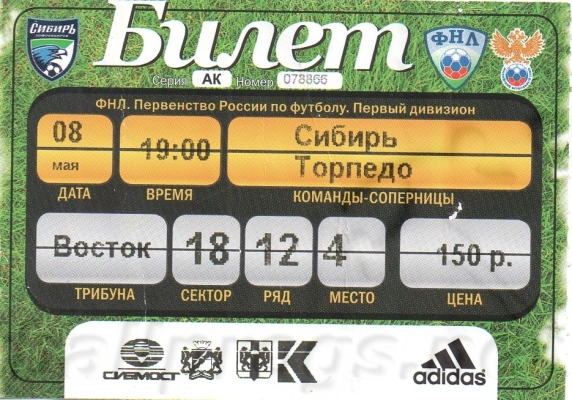 СИБИРЬ
Билет
ФНЛ
Серия АК Номер 078866
ФНЛ. Первенство России по футболу. Первый дивизион
08
мая
19:00
Сибирь
Торпедо
ДАТА ВРЕМЯ КОМАНДЫ-СОПЕРНИЦЫ
Восток 18 12 4 150 р.
ТРИБУНА СЕКТОР РЯД МЕСТО ЦЕНА
СИБМОСТ
adidas